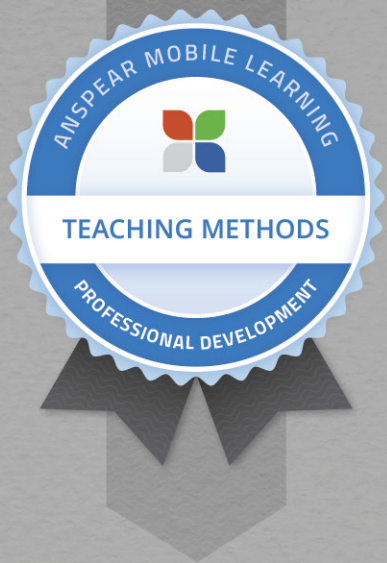 ANSPEAR MOBILE LEARNING
TEACHING METHODS
PROFESSIONAL DEVELOPMENT